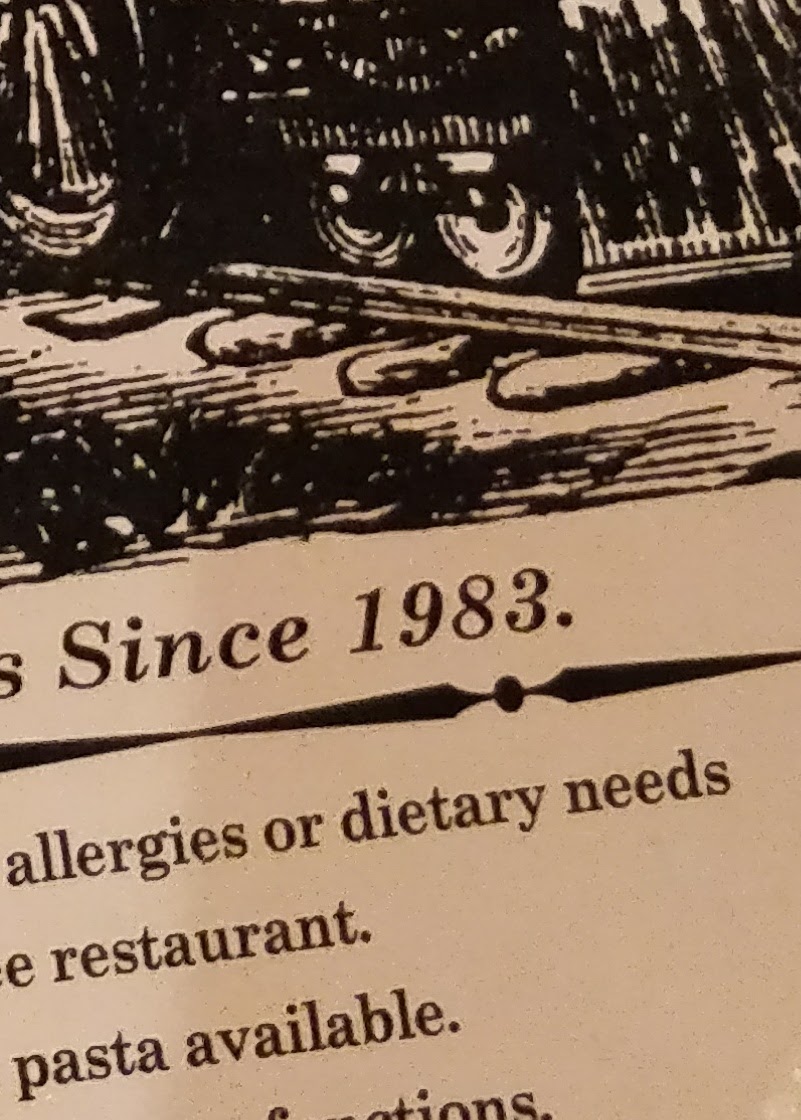 s Since 1983.
allergies or dietary needs
e restaurant.
pasta available.